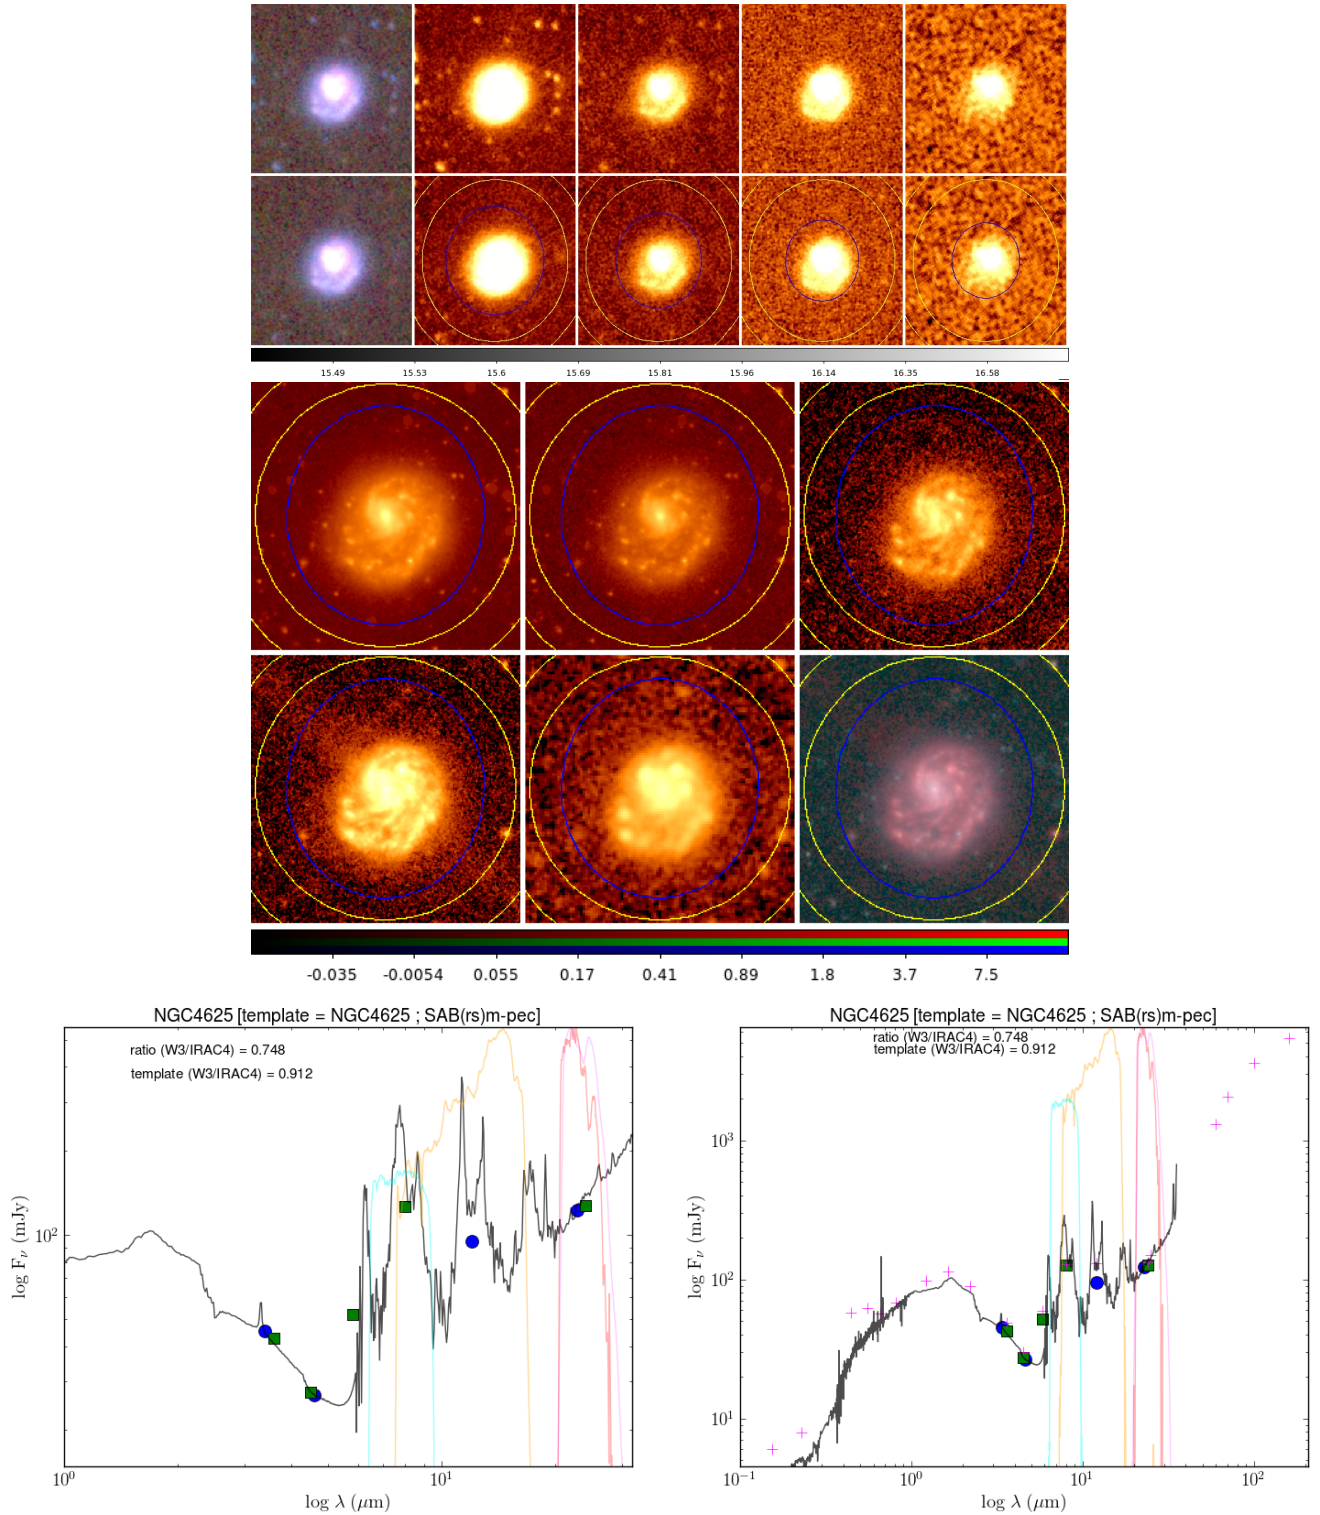 15.49 15.53 15.6 15.69 15.81 15.96 16.14 16.35 16.58
-0.035 -0.0054 0.055 0.17 0.41 0.89 1.8 3.7 7.5
NGC4625 [template = NGC4625 ; SAB(rs)m-pec]
ratio (W3/IRAC4) = 0.748
template (W3/IRAC4) = 0.912
log Fν (mJy)
10²
10⁰ 10¹
log λ (μm)
NGC4625 [template = NGC4625 ; SAB(rs)m-pec]
ratio (W3/IRAC4) = 0.748
template (W3/IRAC4) = 0.912
log Fν (mJy)
10³
10²
10¹
10⁻¹ 10⁰ 10¹ 10²
log λ (μm)